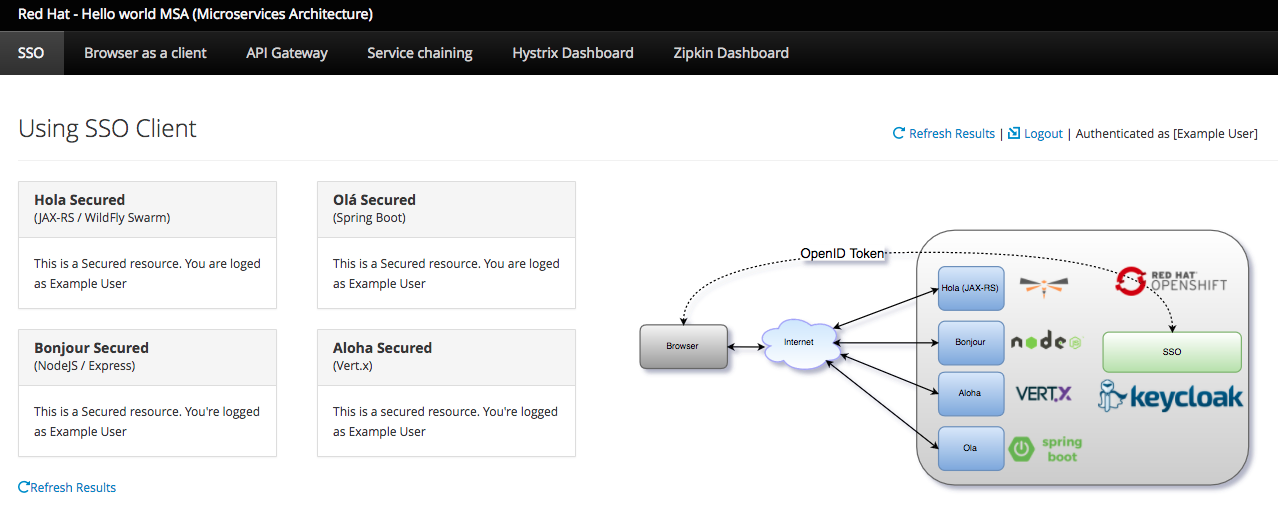 Red Hat - Hello world MSA (Microservices Architecture)
SSO Browser as a client API Gateway Service chaining Hystrix Dashboard Zipkin Dashboard
Using SSO Client
Refresh Results | Logout | Authenticated as [Example User]
Hola Secured
(JAX-RS / WildFly Swarm)
This is a Secured resource. You are loged
as Example User
Olá Secured
(Spring Boot)
This is a Secured resource. You are loged
as Example User
Bonjour Secured
(NodeJS / Express)
This is a Secured resource. You're logged
as Example User
Aloha Secured
(Vert.x)
This is a secured resource. You're logged
as Example User
Refresh Results
OpenID Token
Browser
Internet
Hola (JAX-RS)
Bonjour
node JS
Aloha
VERT.X
Ola
spring
boot
RED HAT
OPENSHIFT
SSO
keycloak